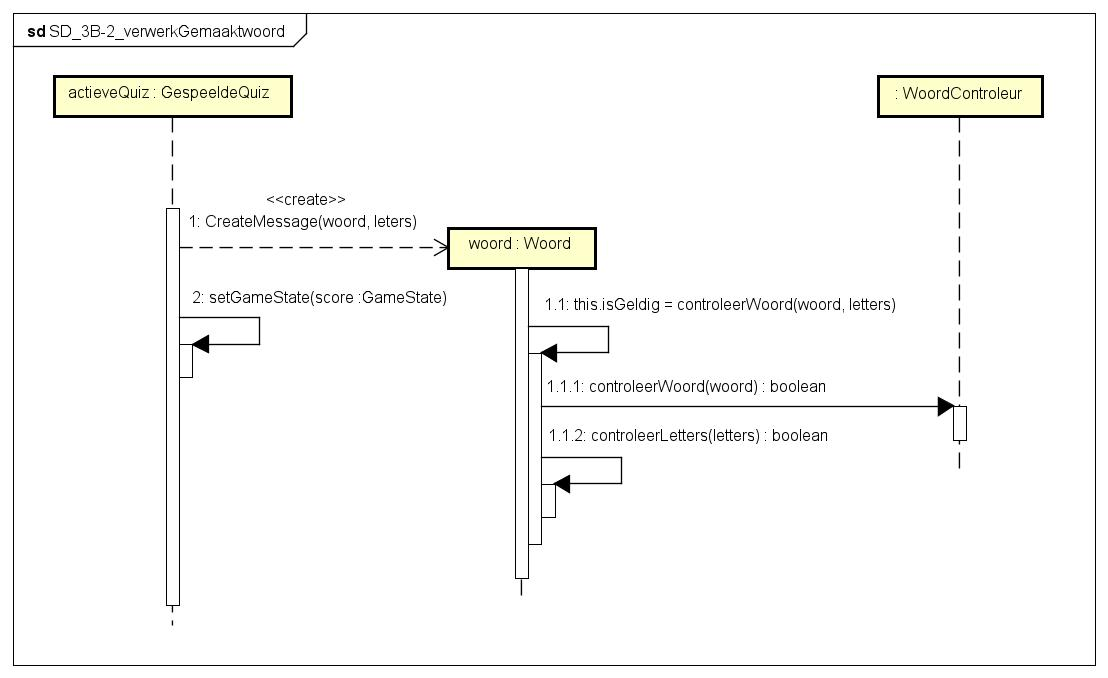 sd SD_3B-2_verwerkGemaaktwoord
actieveQuiz : GespeeldeQuiz
: WoordControleur
<<create>>
1: CreateMessage(woord, leters)
woord : Woord
2: setGameState(score :GameState)
1.1: this.isGeldig = controleerWoord(woord, letters)
1.1.1: controleerWoord(woord) : boolean
1.1.2: controleerLetters(letters) : boolean